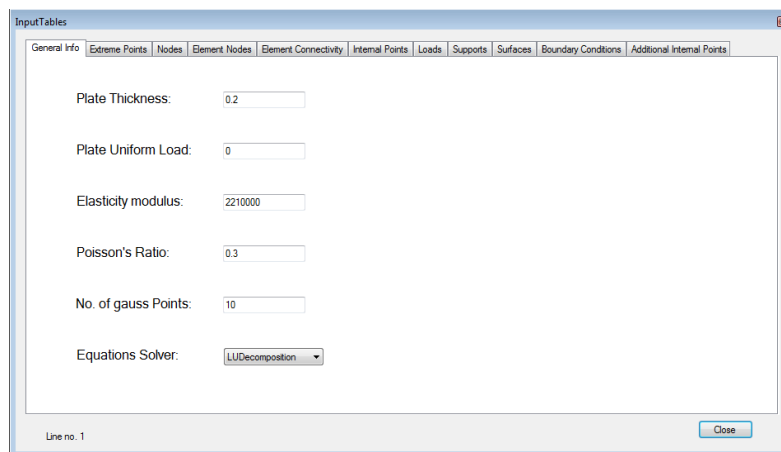 InputTables
General Info Extreme Points Nodes Element Nodes Element Connectivity Internal Points Loads Supports Surfaces Boundary Conditions Additional Internal Points
Plate Thickness: 0.2
Plate Uniform Load: 0
Elasticity modulus: 2210000
Poisson's Ratio: 0.3
No. of gauss Points: 10
Equations Solver: LUDecomposition
Line no. 1 Close